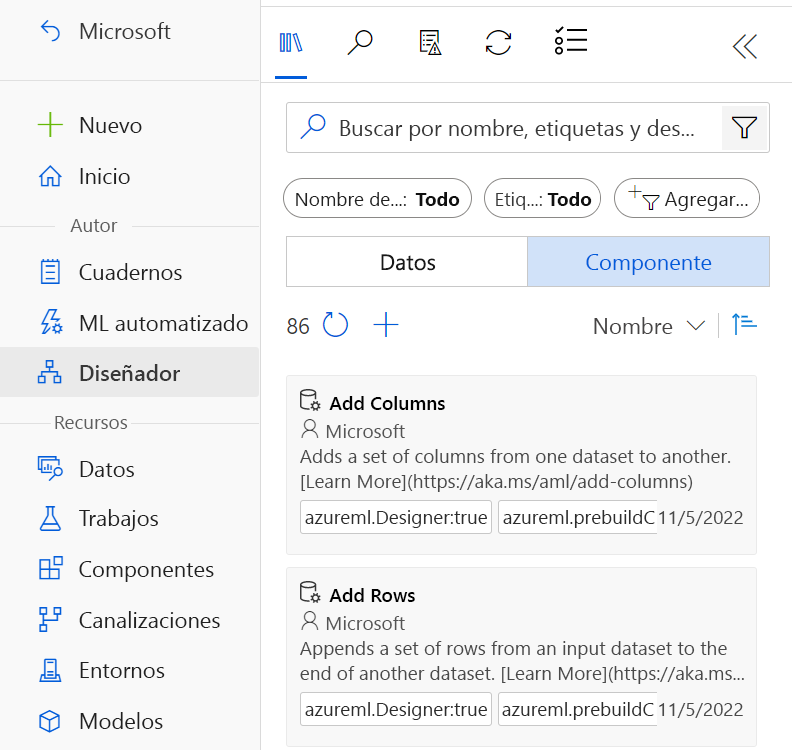 Microsoft
Nuevo
Inicio
Autor
Cuadernos
ML automatizado
Diseñador
Recursos
Datos
Trabajos
Componentes
Canalizaciones
Entornos
Modelos
Buscar por nombre, etiquetas y des...
Nombre de...: Todo
Etiq...: Todo
Agregar...
Datos
Componente
86
Nombre
Add Columns
Microsoft
Adds a set of columns from one dataset to another.
[Learn More](https://aka.ms/aml/add-columns)
azureml.Designer:true azureml.prebuildC 11/5/2022
Add Rows
Microsoft
Appends a set of rows from an input dataset to the
end of another dataset. [Learn More](https://aka.ms...
azureml.Designer:true azureml.prebuildC 11/5/2022